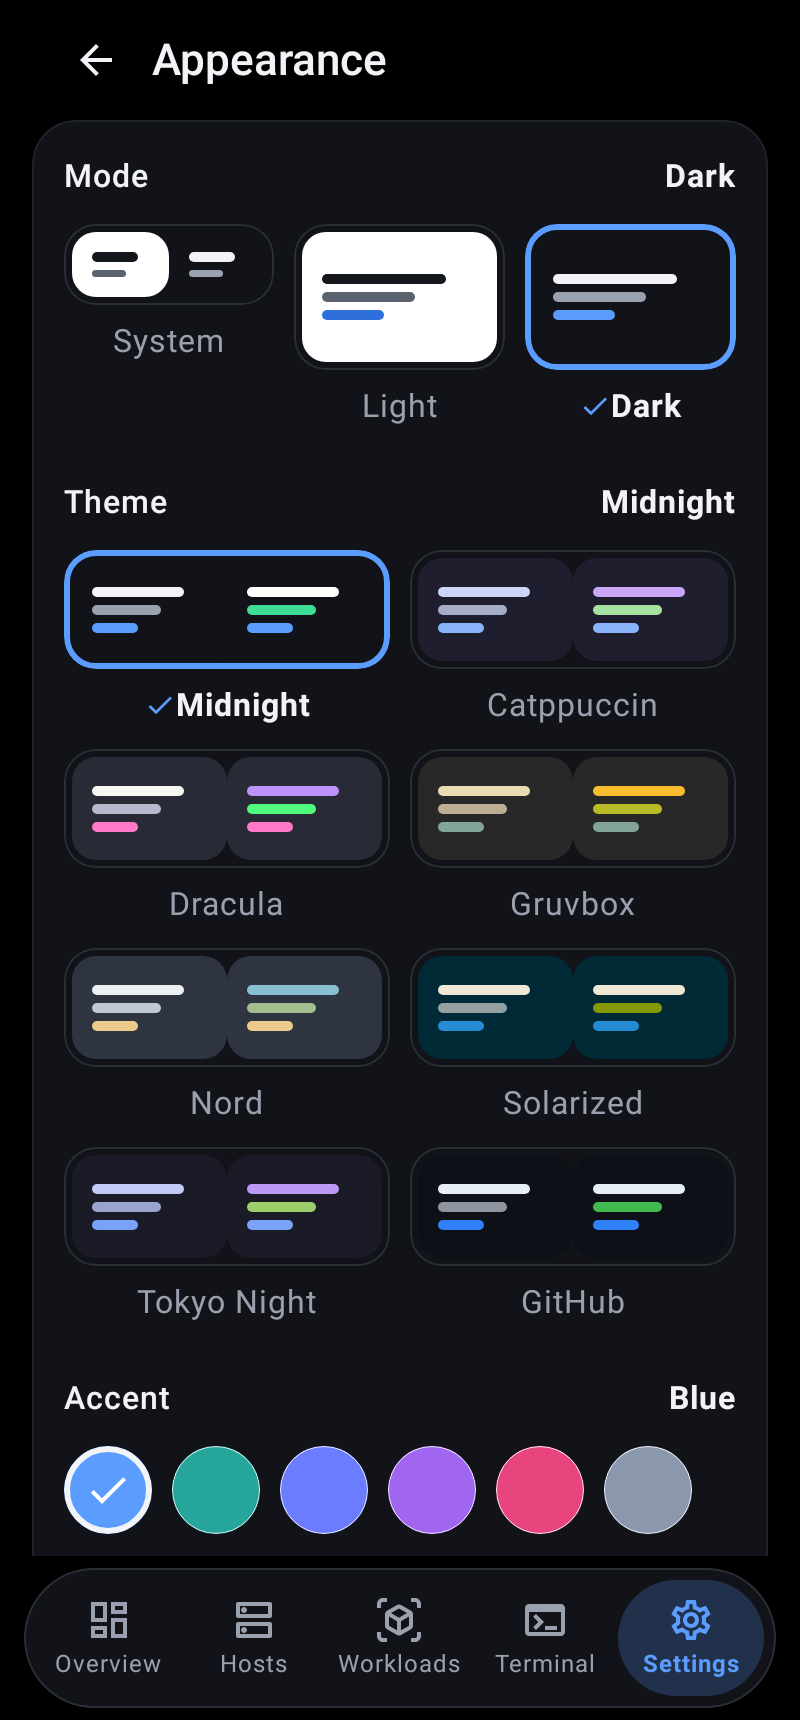 Appearance
Mode Dark
System
Light
Dark
Theme Midnight
Midnight
Catppuccin
Dracula
Gruvbox
Nord
Solarized
Tokyo Night
GitHub
Accent Blue
Overview
Hosts
Workloads
Terminal
Settings